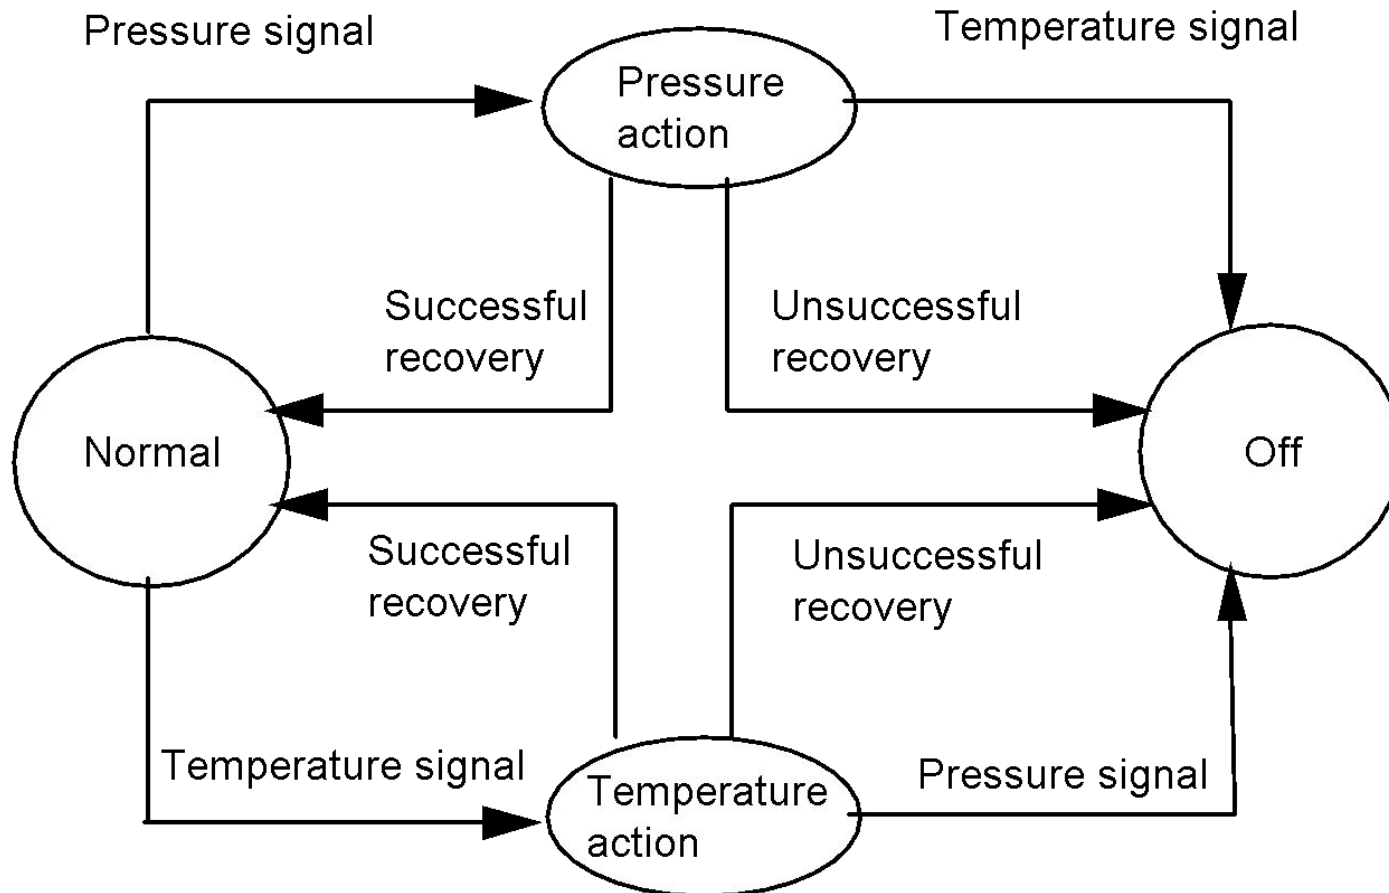 Pressure signal
Temperature signal
Pressure
action
Successful
recovery
Unsuccessful
recovery
Normal
Off
Successful
recovery
Unsuccessful
recovery
Temperature signal
Pressure signal
Temperature
action